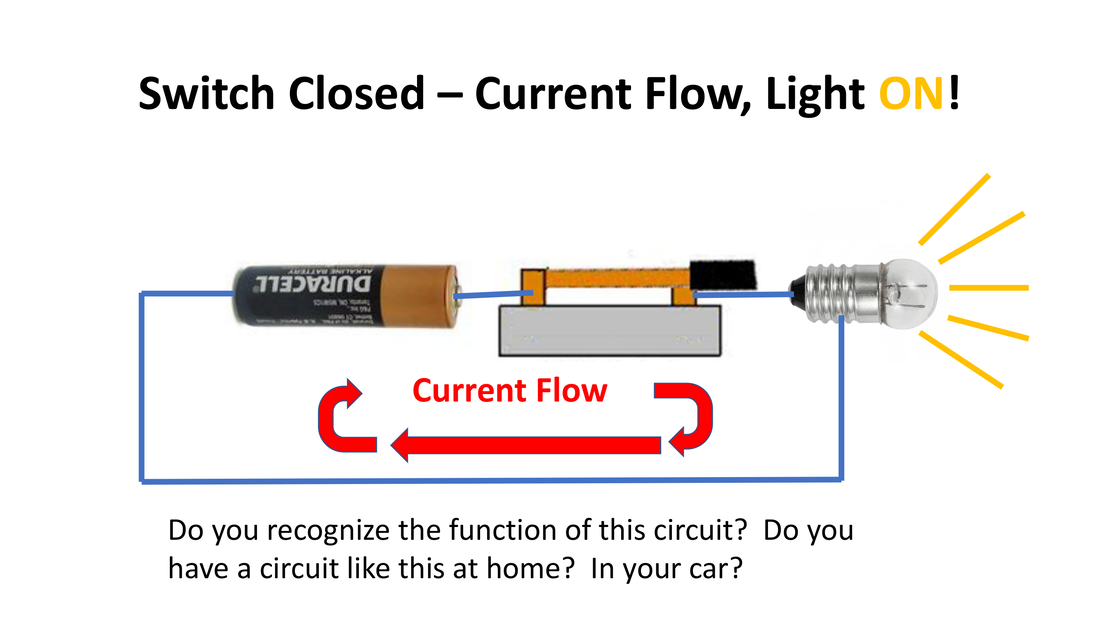 Switch Closed – Current Flow, Light ON!
DURACELL
ALKALINE BATTERY
Current Flow
Do you recognize the function of this circuit?  Do you
have a circuit like this at home?  In your car?